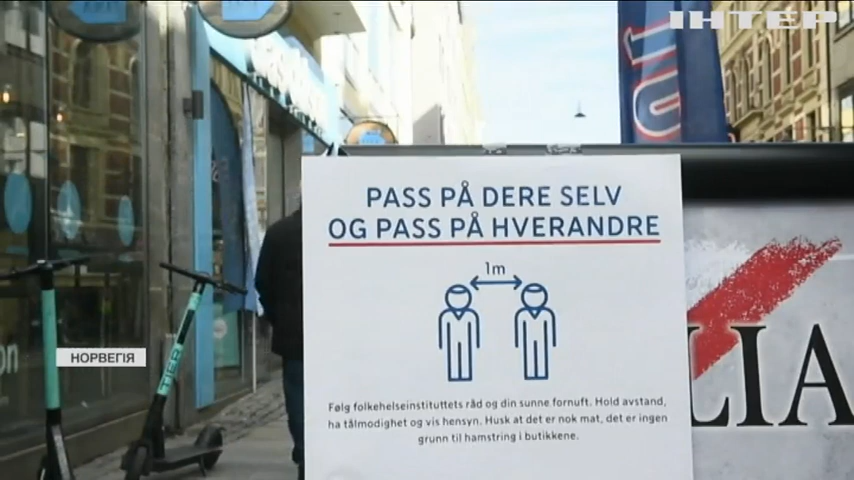 ІНТЕР
PASS PÅ DERE SELV
OG PASS PÅ HVERANDRE
1m
Følg folkehelseinstituttets råd og din sunne fornuft. Hold avstand,
ha tålmodighet og vis hensyn. Husk at det er nok mat, det er ingen
grunn til hamstring i butikkene.
НОРВЕГІЯ
TIER
LIA